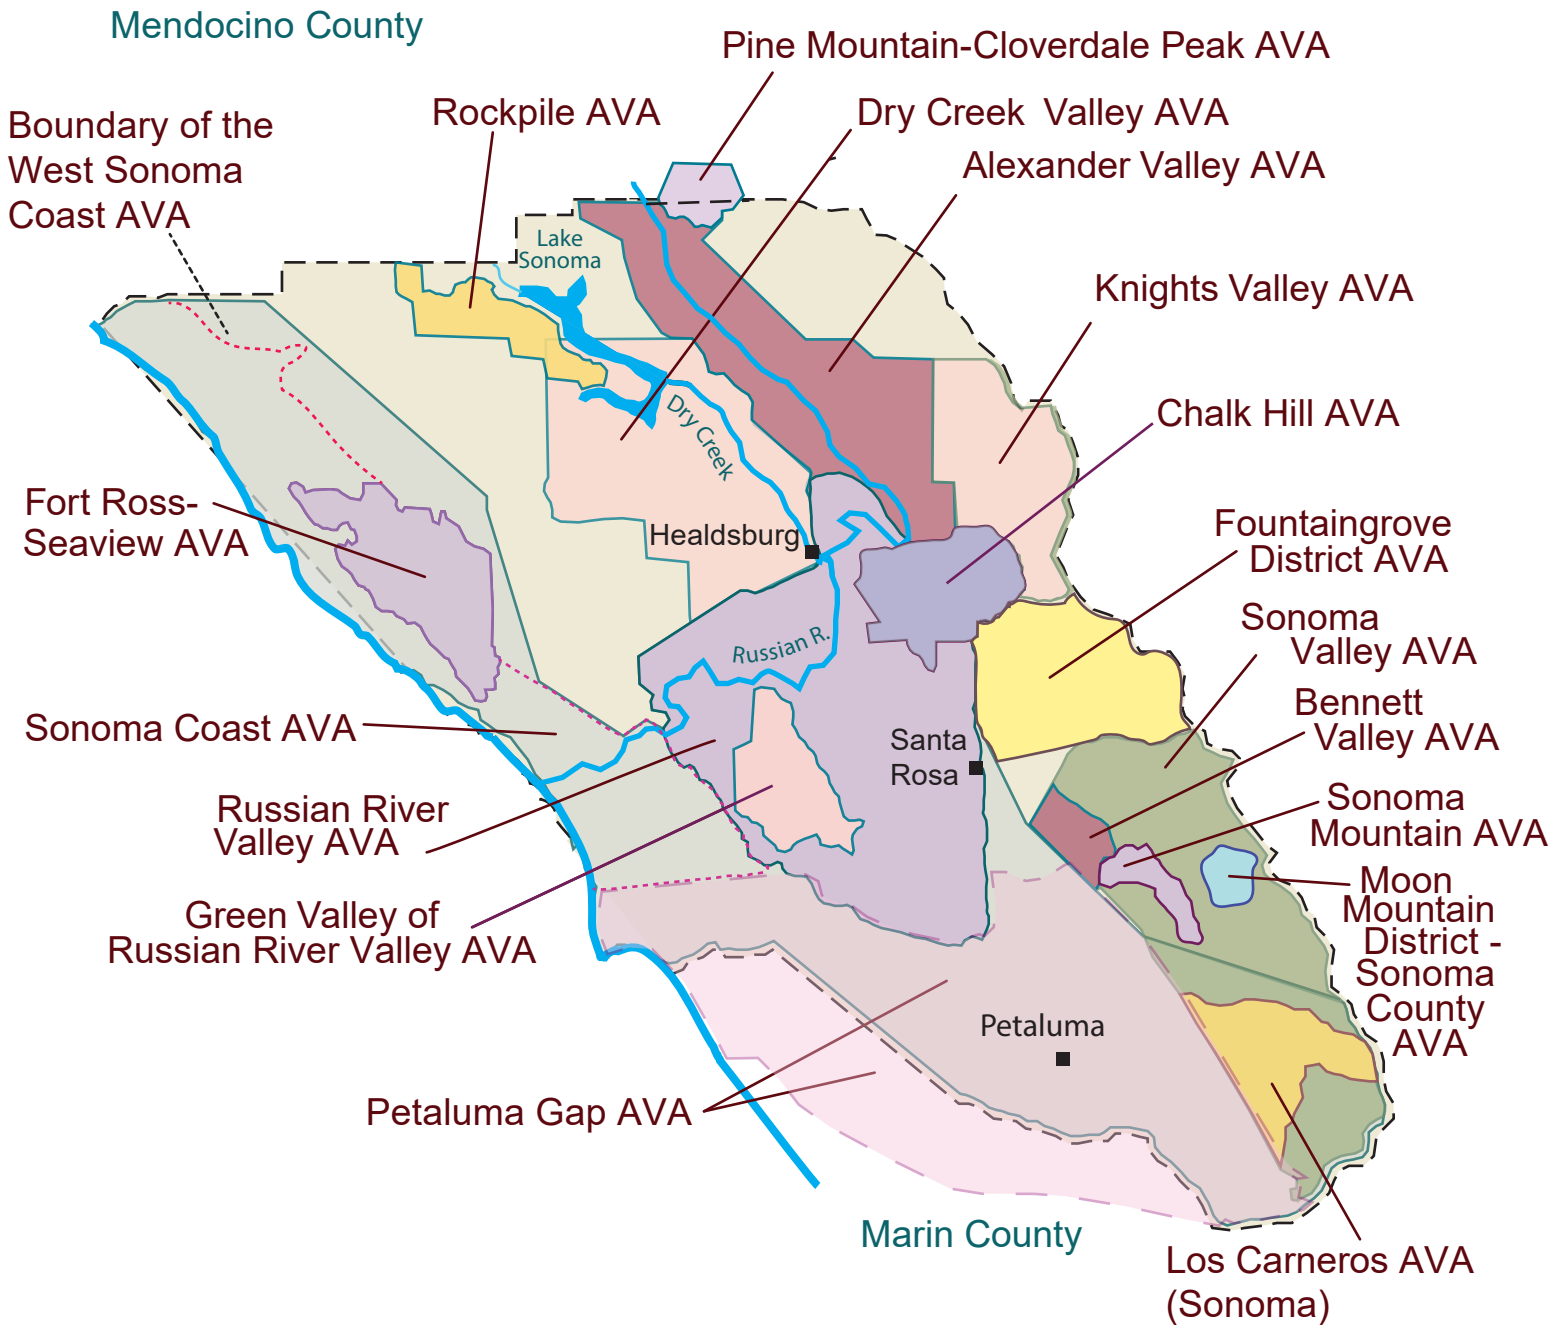 Mendocino County
Pine Mountain-Cloverdale Peak AVA
Rockpile AVA
Dry Creek Valley AVA
Boundary of the
West Sonoma
Coast AVA
Alexander Valley AVA
Lake
Sonoma
Knights Valley AVA
Chalk Hill AVA
Dry Creek
Fort Ross-
Seaview AVA
Healdsburg
Fountaingrove
District AVA
Sonoma
Valley AVA
Russian R.
Bennett
Valley AVA
Sonoma Coast AVA
Santa
Rosa
Sonoma
Mountain AVA
Russian River
Valley AVA
Moon
Mountain
District -
Sonoma
County
AVA
Green Valley of
Russian River Valley AVA
Petaluma
Petaluma Gap AVA
Marin County
Los Carneros AVA
(Sonoma)